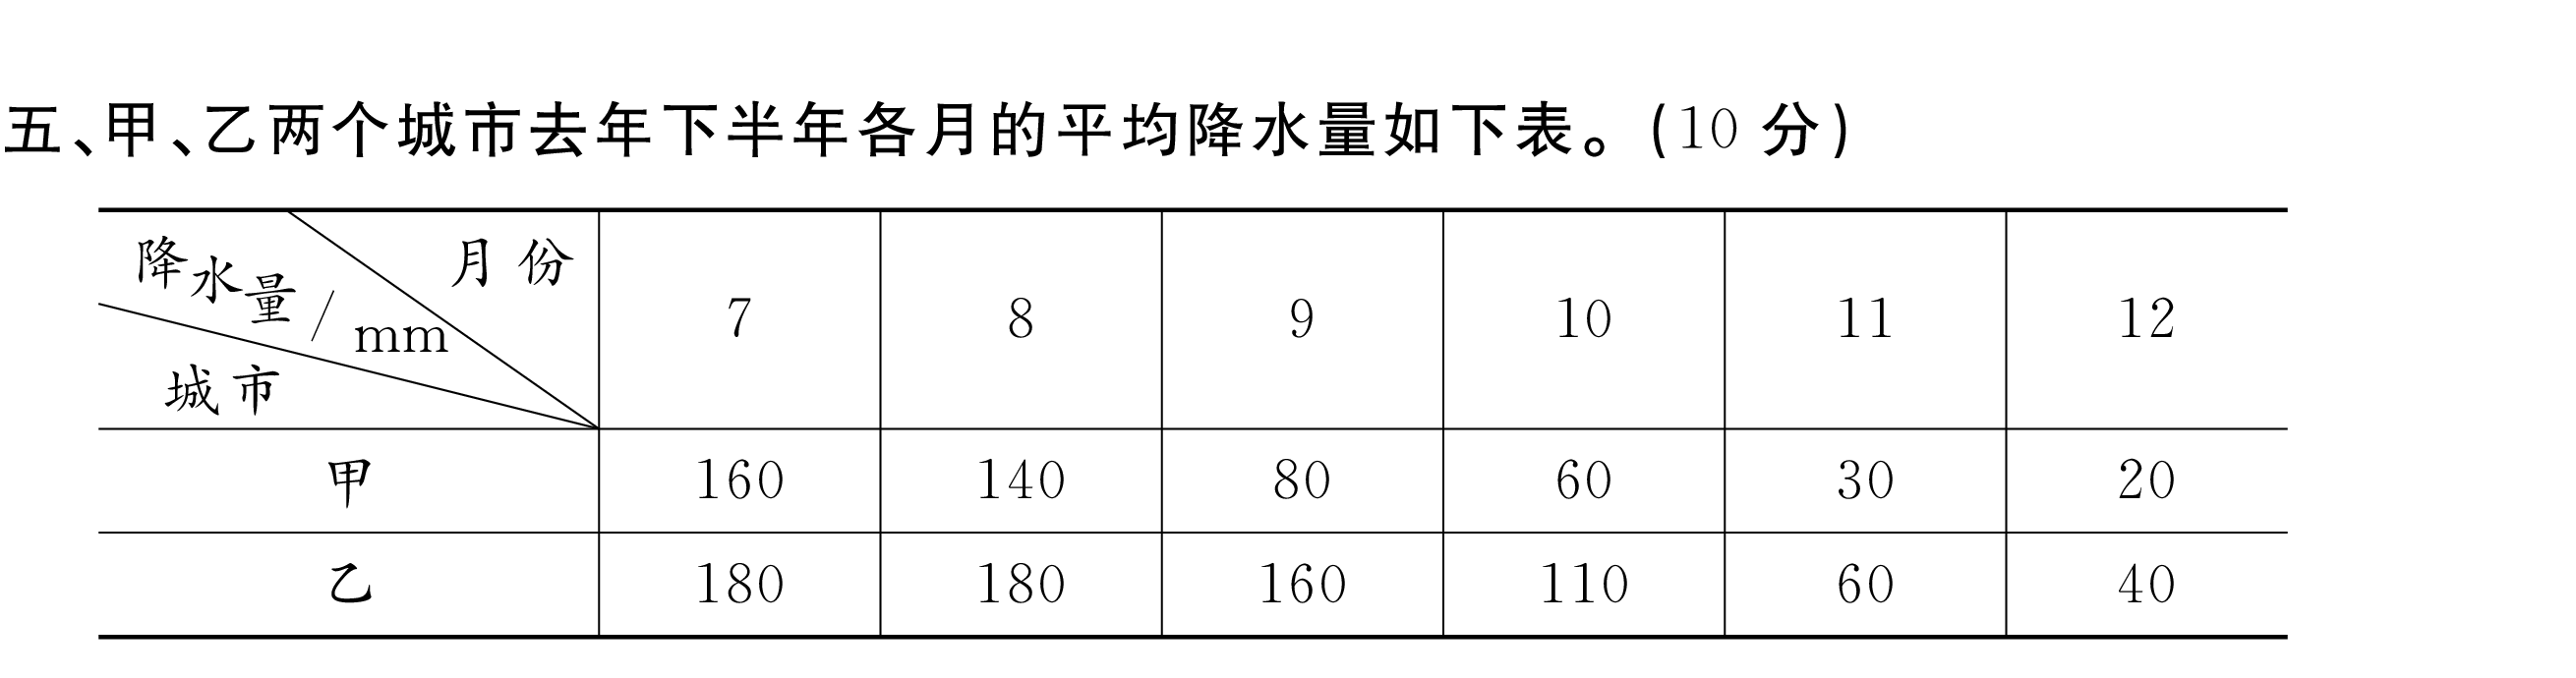 五、甲、乙两个城市去年下半年各月的平均降水量如下表。(10 分)
降水量/mm 月份 城市 7 8 9 10 11 12
甲 160 140 80 60 30 20
乙 180 180 160 110 60 40